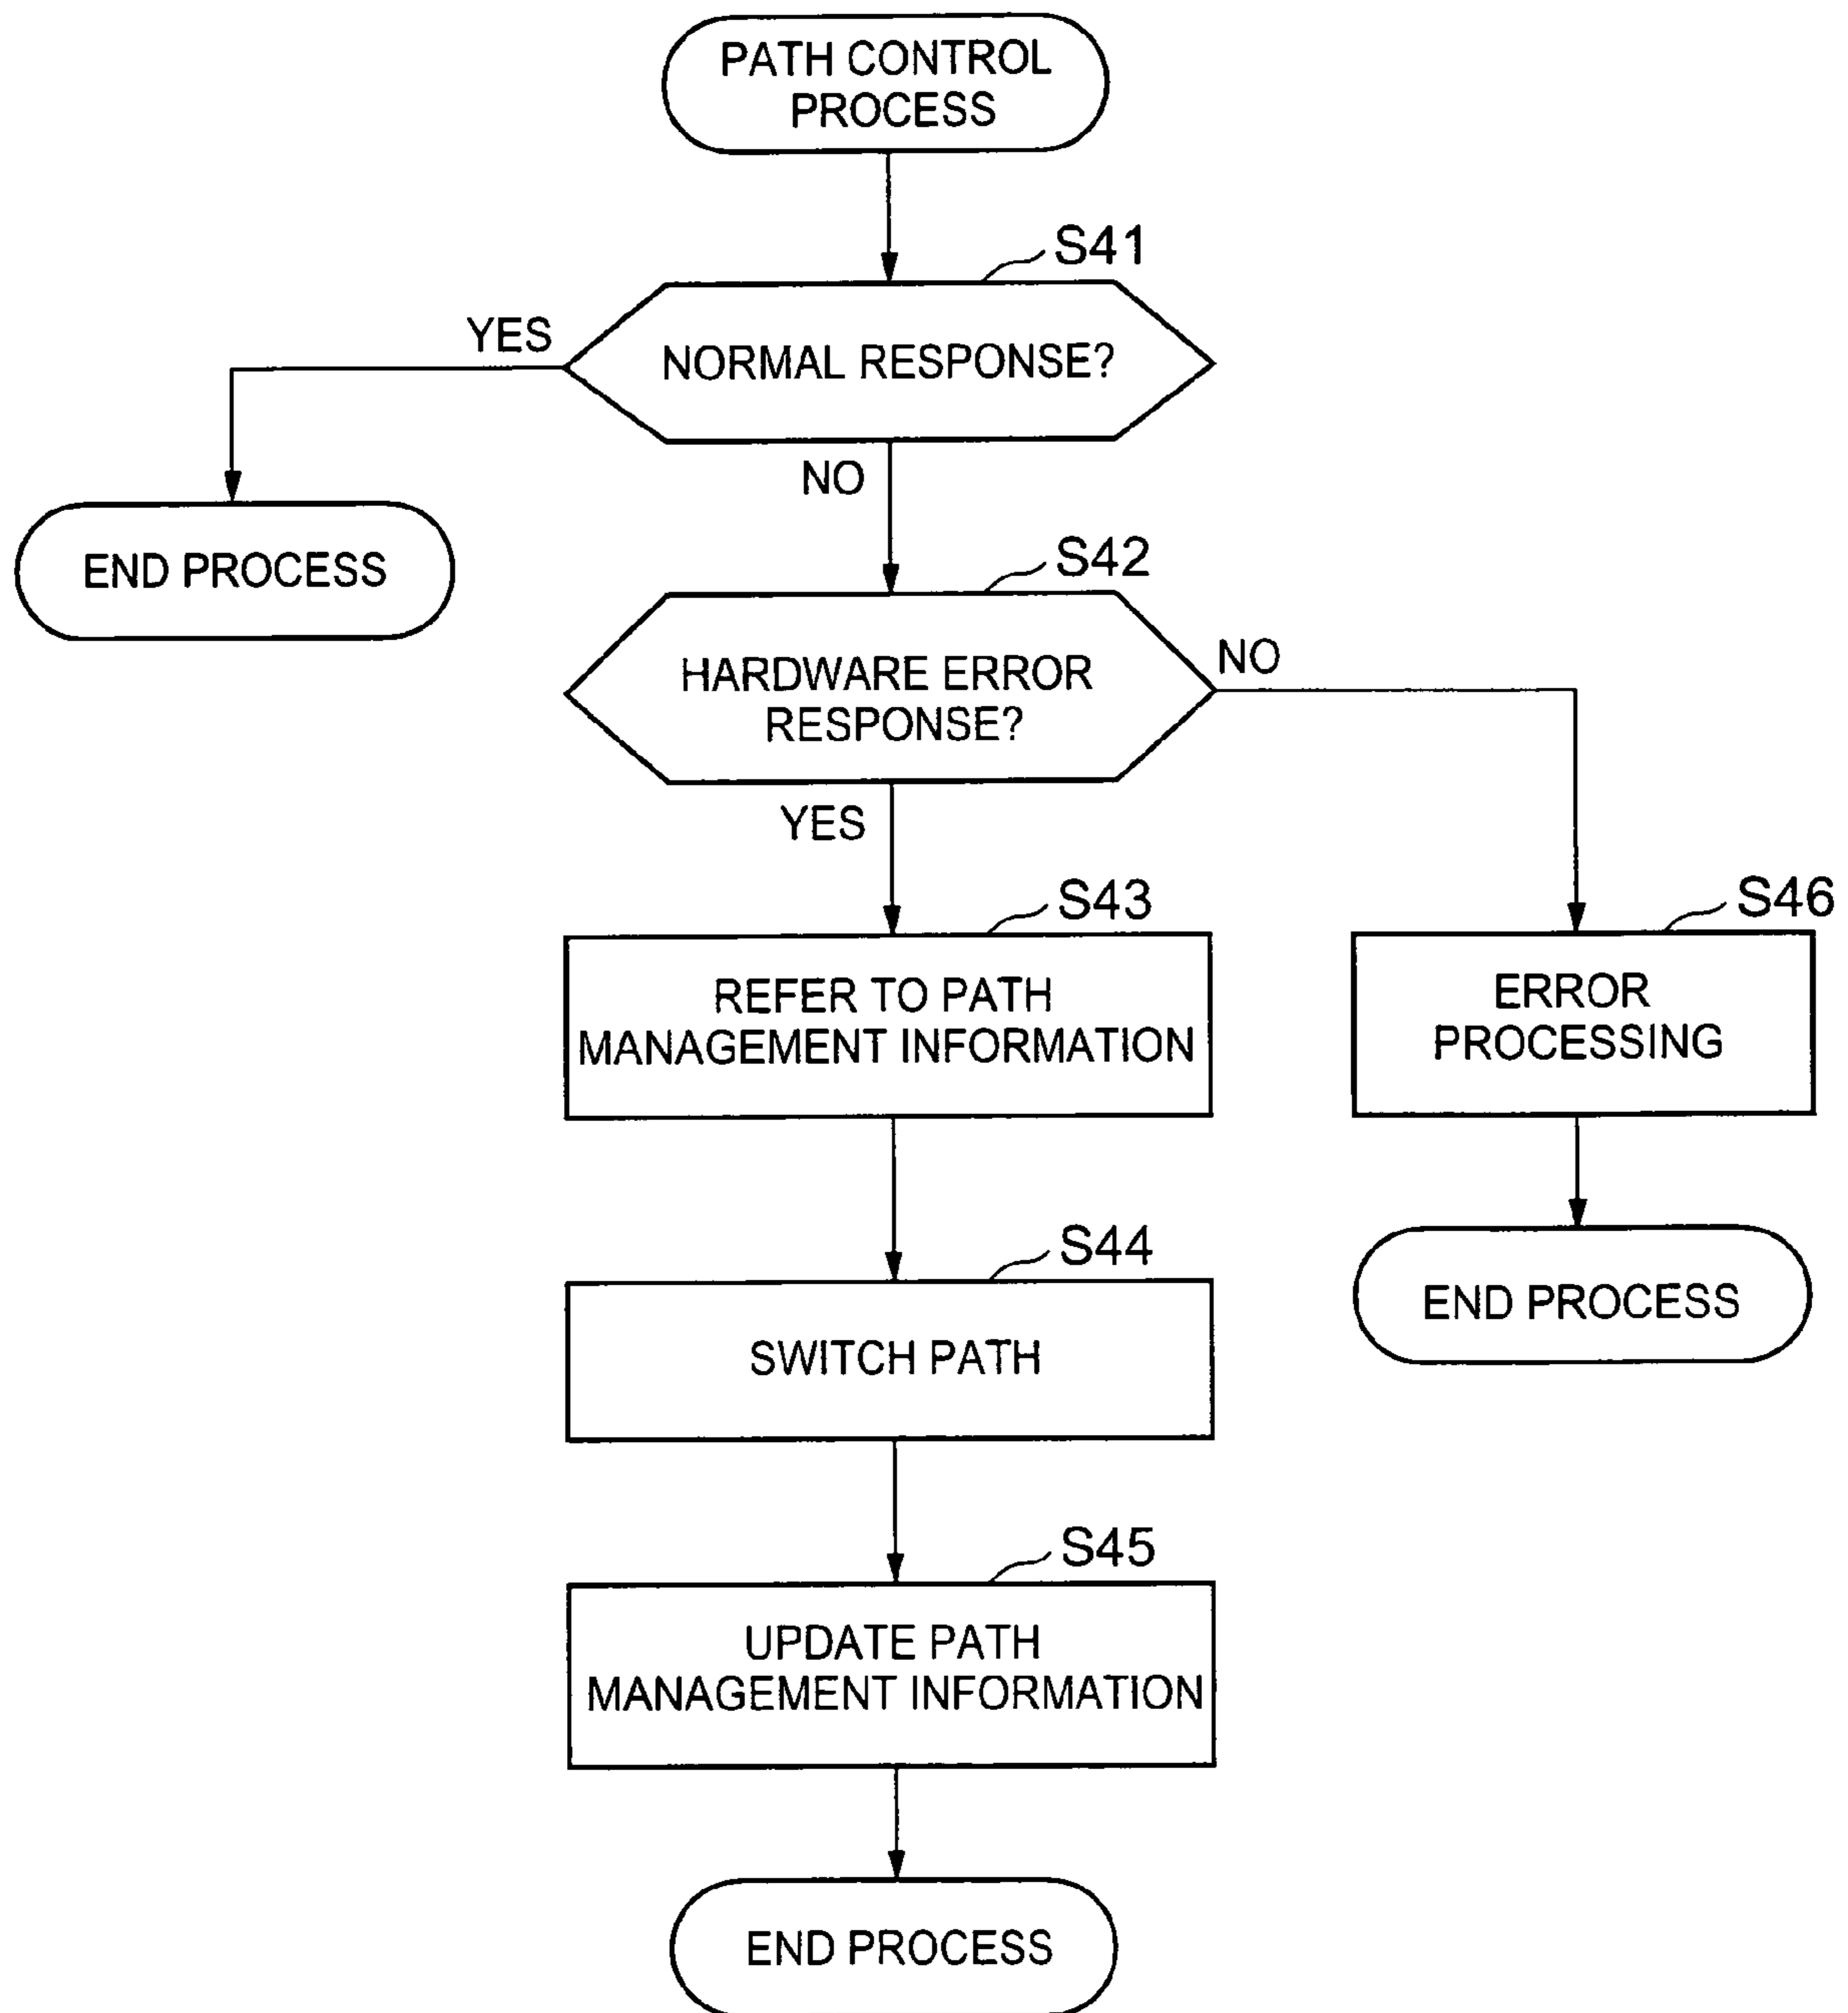 PATH CONTROL
PROCESS
S41
YES
NORMAL RESPONSE?
NO
END PROCESS
S42
HARDWARE ERROR
RESPONSE?
NO
YES
S43
REFER TO PATH
MANAGEMENT INFORMATION
S46
ERROR
PROCESSING
S44
SWITCH PATH
END PROCESS
S45
UPDATE PATH
MANAGEMENT INFORMATION
END PROCESS